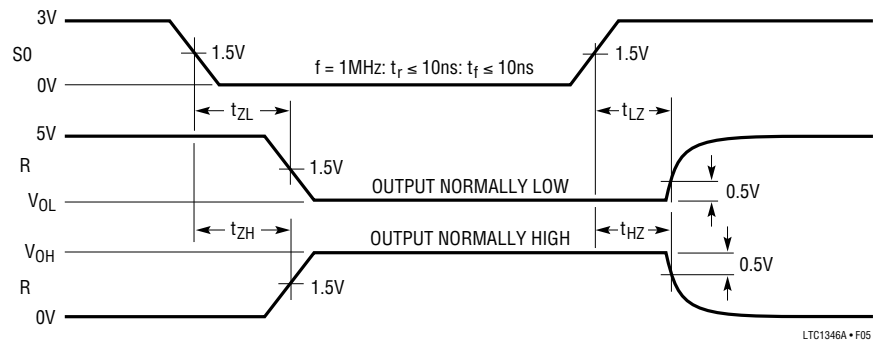 3V
S0
1.5V
f = 1MHz: tr ≤ 10ns: tf ≤ 10ns
1.5V
0V
tZL
tLZ
5V
R
1.5V
OUTPUT NORMALLY LOW
0.5V
VOL
tZH
OUTPUT NORMALLY HIGH
tHZ
VOH
0.5V
R
1.5V
0V
LTC1346A • F05